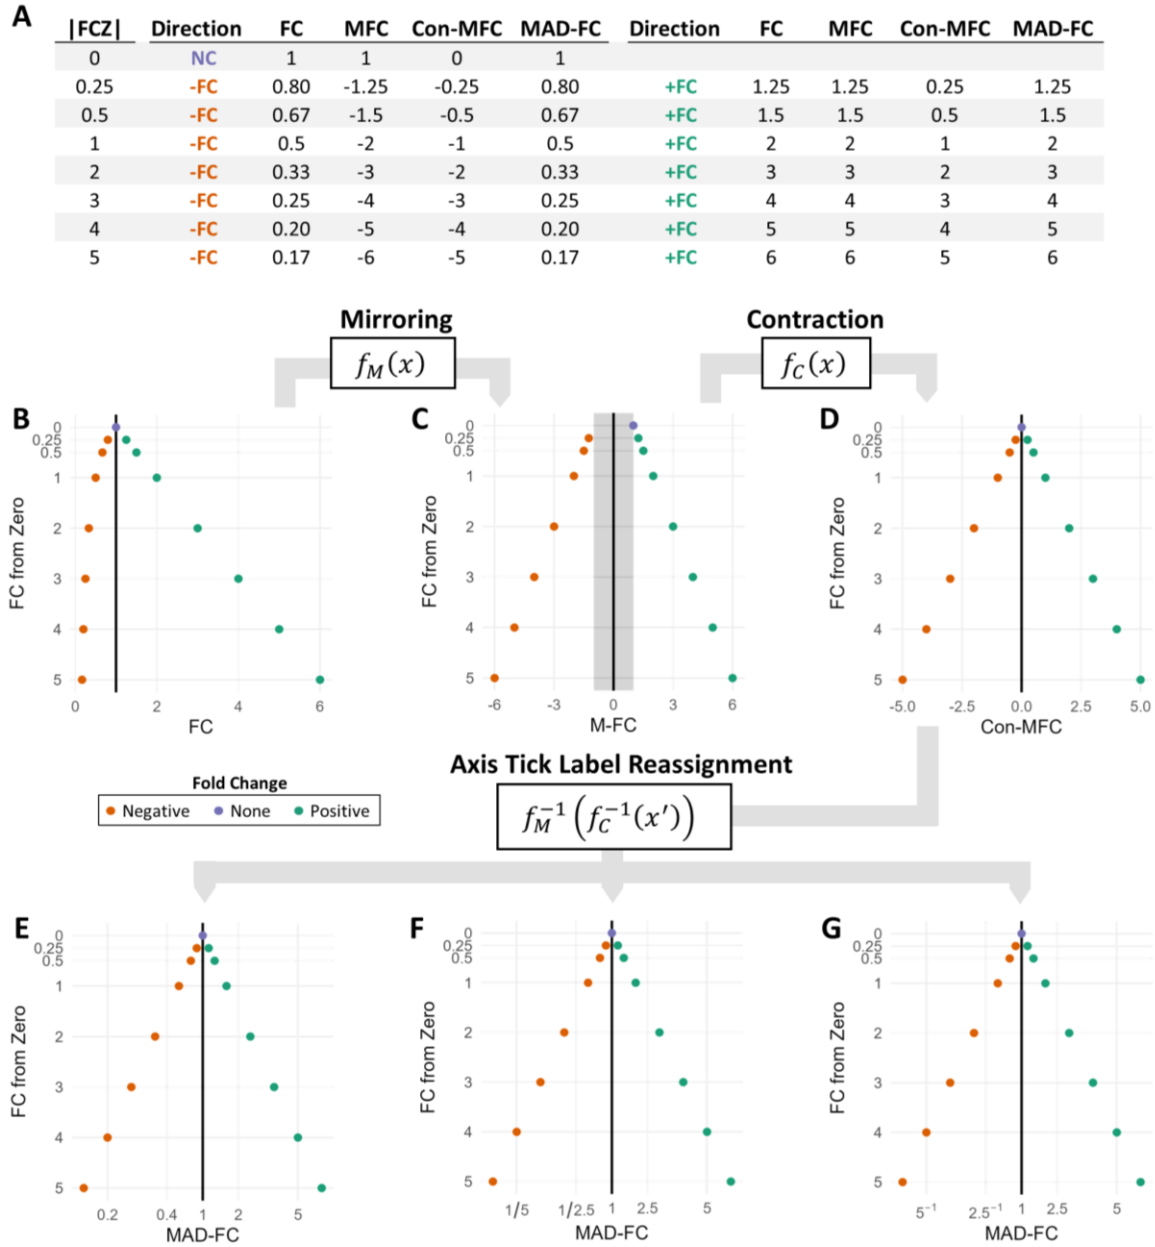 A
|FCZ| Direction FC MFC Con-MFC MAD-FC Direction FC MFC Con-MFC MAD-FC
0 NC 1 1 0 1
0.25 -FC 0.80 -1.25 -0.25 0.80 +FC 1.25 1.25 0.25 1.25
0.5 -FC 0.67 -1.5 -0.5 0.67 +FC 1.5 1.5 0.5 1.5
1 -FC 0.5 -2 -1 0.5 +FC 2 2 1 2
2 -FC 0.33 -3 -2 0.33 +FC 3 3 2 3
3 -FC 0.25 -4 -3 0.25 +FC 4 4 3 4
4 -FC 0.20 -5 -4 0.20 +FC 5 5 4 5
5 -FC 0.17 -6 -5 0.17 +FC 6 6 5 6
Mirroring
f_M(x)
Contraction
f_C(x)
B
FC from Zero
0
0.25
0.5
1
2
3
4
5
0 2 4 6
FC
C
FC from Zero
0
0.25
0.5
1
2
3
4
5
-6 -3 0 3 6
M-FC
D
FC from Zero
0
0.25
0.5
1
2
3
4
5
-5.0 -2.5 0.0 2.5 5.0
Con-MFC
Axis Tick Label Reassignment
f_M^{-1}(f_C^{-1}(x'))
Fold Change
Negative None Positive
E
FC from Zero
0
0.25
0.5
1
2
3
4
5
0.2 0.4 1 2 5
MAD-FC
F
FC from Zero
0
0.25
0.5
1
2
3
4
5
1/5 1/2.5 1 2.5 5
MAD-FC
G
FC from Zero
0
0.25
0.5
1
2
3
4
5
5⁻¹ 2.5⁻¹ 1 2.5 5
MAD-FC